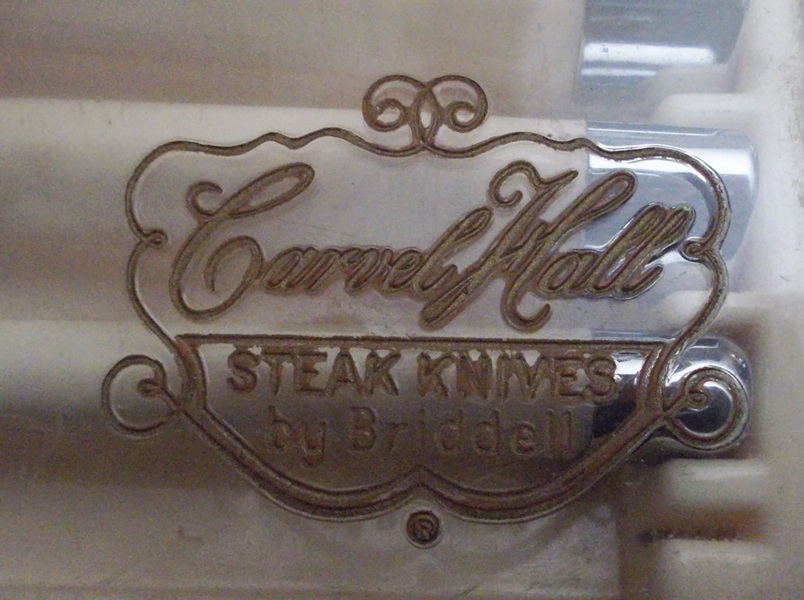 Carvel Hall
STEAK KNIVES
by Briddell
®